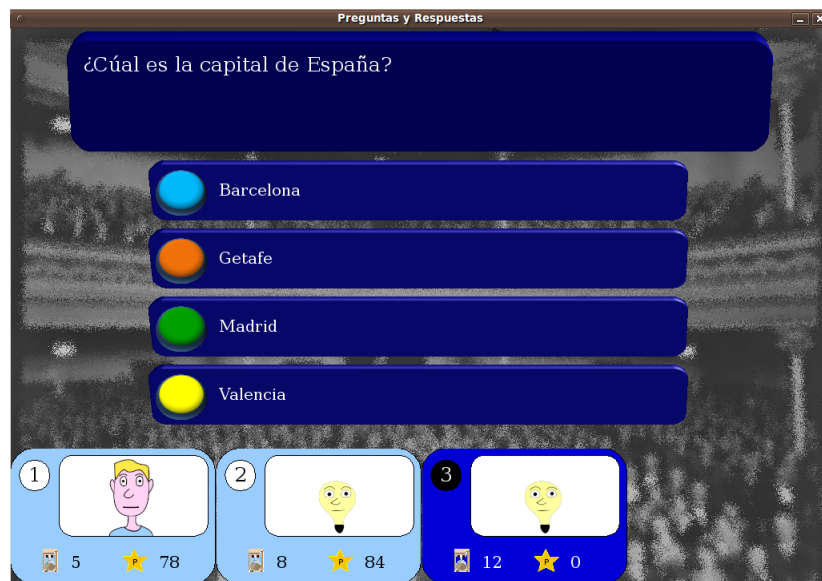 Preguntas y Respuestas
¿Cúal es la capital de España?
Barcelona
Getafe
Madrid
Valencia
1 2 3
5 P 78 8 P 84 12 P 0